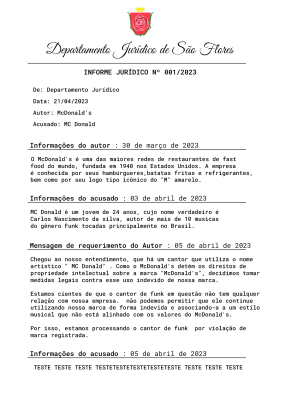 Departamento Jurídico de São Flores
INFORME JURÍDICO Nº 001/2023
De: Departamento Jurídico
Data: 21/04/2023
Autor: McDonald's
Acusado: MC Donald
Informações do autor : 30 de março de 2023
O McDonald's é uma das maiores redes de restaurantes de fast
food do mundo, fundada em 1940 nos Estados Unidos. A empresa
é conhecida por seus hambúrgueres,batatas fritas e refrigerantes,
bem como por seu logo tipo icônico do "M" amarelo.
Informações do acusado : 03 de abril de 2023
MC Donald é um jovem de 24 anos, cujo nome verdadeiro é
Carlos Nascimento da silva, autor de mais de 10 musicas
do gênero Funk tocadas principalmente no Brasil.
Mensagem de requerimento do Autor : 05 de abril de 2023
Chegou ao nosso entendimento, que há um cantor que utiliza o nome
artístico " MC Donald" . Como o McDonald's detém os direitos de
propriedade intelectual sobre a marca "McDonald's", decidimos tomar
medidas legais contra esse uso indevido de nossa marca.
Estamos cientes de que o cantor de funk em questão não tem qualquer
relação com nossa empresa. não podemos permitir que ele continue
utilizando nossa marca de forma indevida e associando-a a um estilo
musical que não está alinhado com os valores do McDonald's.
Por isso, estamos processando o cantor de funk por violação de
marca registrada.
Informações do acusado : 05 de abril de 2023
TESTE TESTE TESTE TESTETESTETESTETESTETESTE TESTE TESTE TESTE